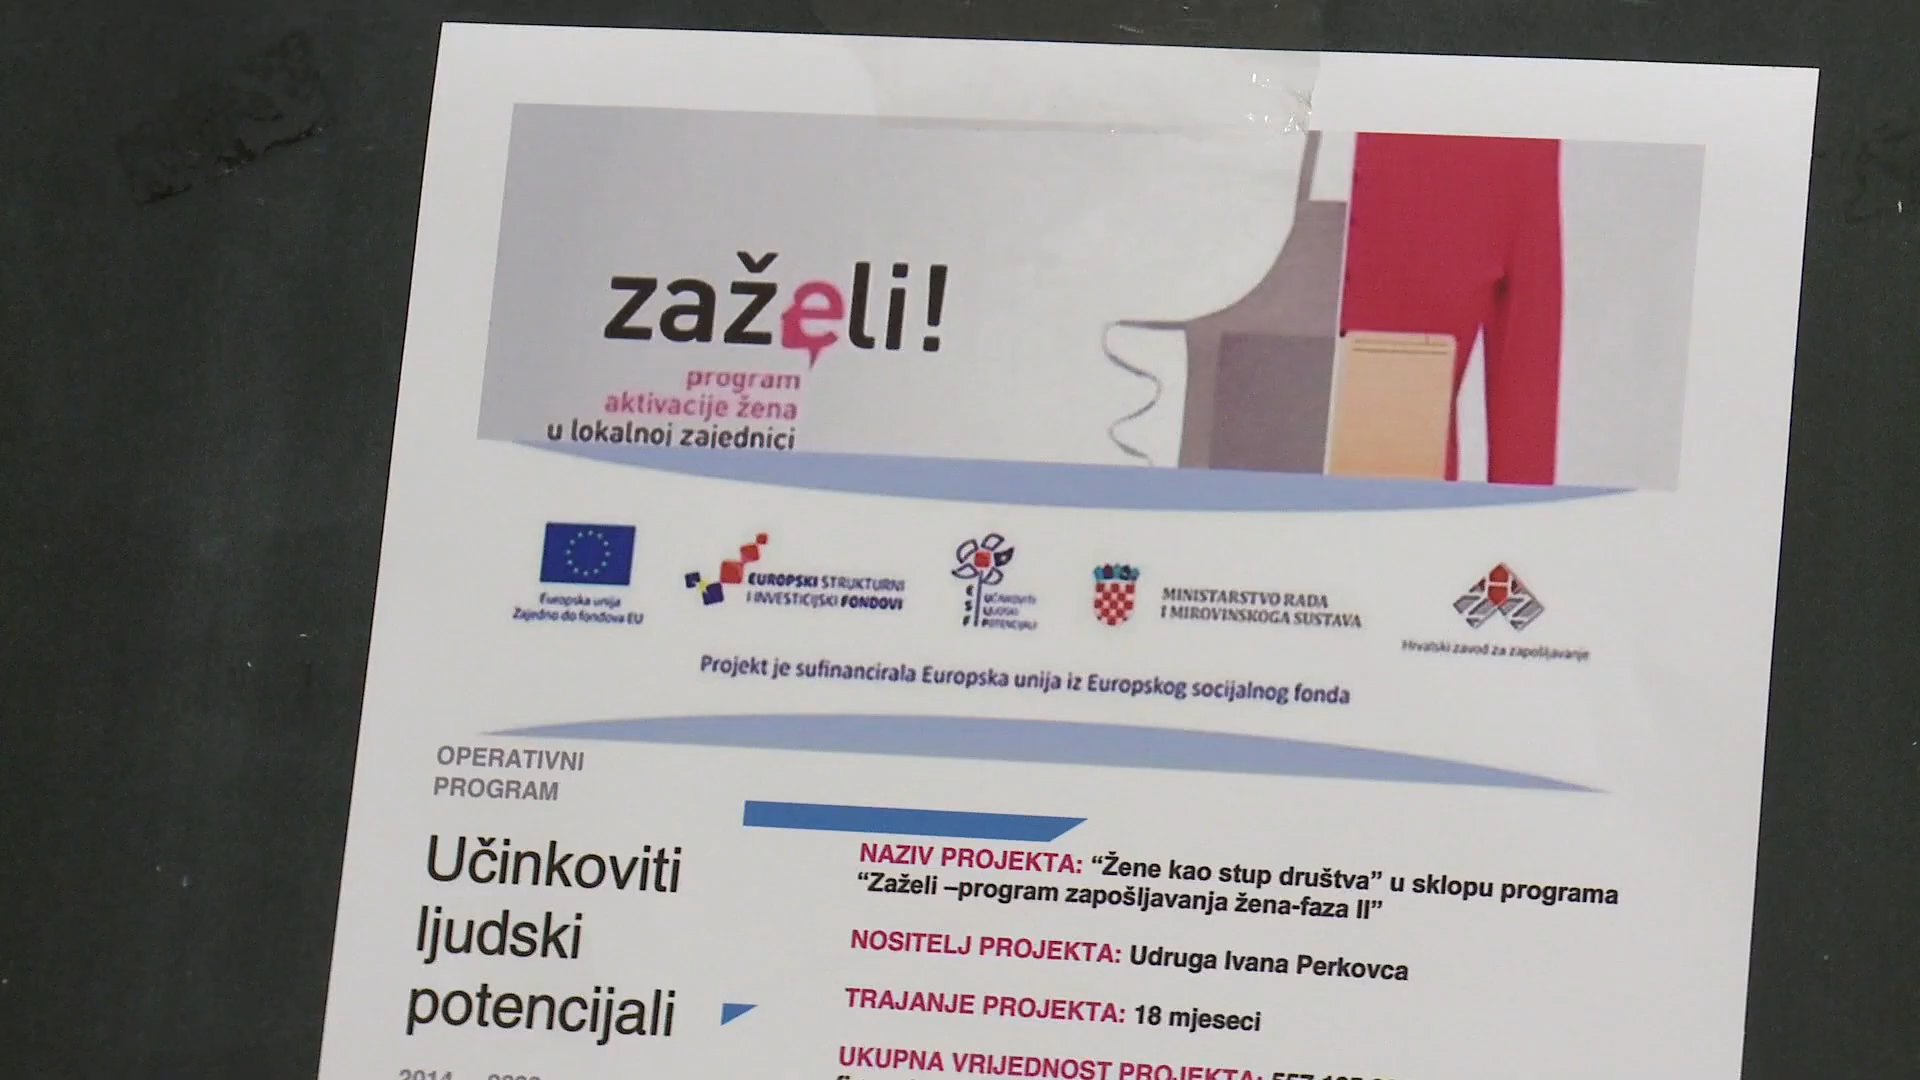 zaželi!
program
aktivacije žena
u lokalnoj zajednici
Europska unija
Zajedno do fondova EU
EUROPSKI STRUKTURNI
I INVESTICIJSKI FONDOVI
ESF
UČINKOVITI
LJUDSKI
POTENCIJALI
MINISTARSTVO RADA
I MIROVINSKOGA SUSTAVA
Hrvatski zavod za zapošljavanje
Projekt je sufinancirala Europska unija iz Europskog socijalnog fonda
OPERATIVNI
PROGRAM
Učinkoviti
ljudski
potencijali
NAZIV PROJEKTA: “Žene kao stup društva” u sklopu programa
“Zaželi –program zapošljavanja žena-faza II”
NOSITELJ PROJEKTA: Udruga Ivana Perkovca
TRAJANJE PROJEKTA: 18 mjeseci
UKUPNA VRIJEDNOST PROJEKTA: